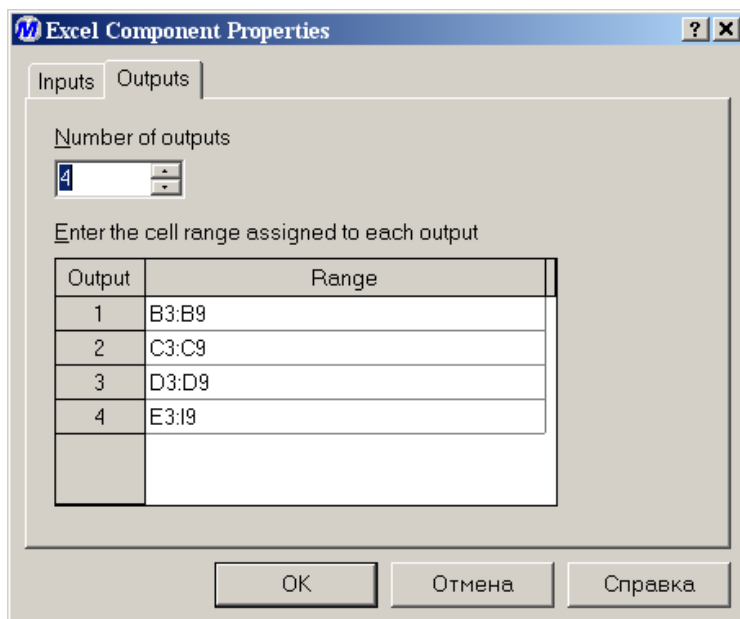 Excel Component Properties
Inputs Outputs
Number of outputs
4
Enter the cell range assigned to each output
Output Range
1 B3:B9
2 C3:C9
3 D3:D9
4 E3:I9
OK Отмена Справка